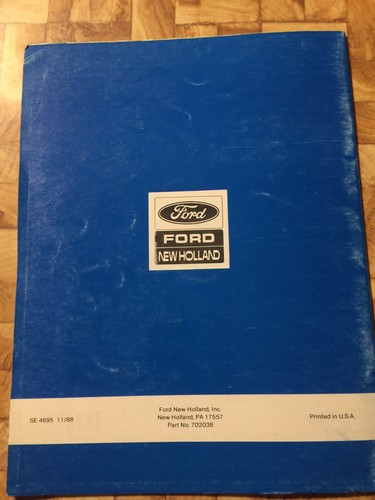 Ford
FORD
NEW HOLLAND
SE 4695 11/88
Ford New Holland, Inc.
New Holland, PA 17557
Part No. 702038
Printed in U.S.A.